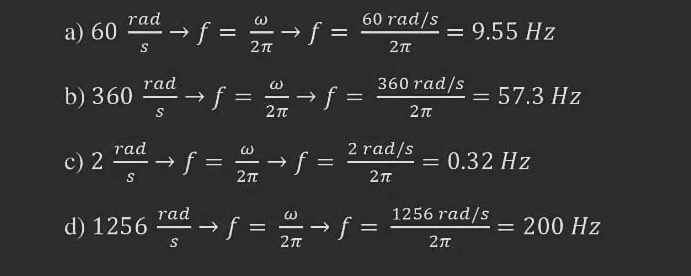 a) 60 rad/s → f = ω/2π → f = 60 rad/s/2π = 9.55 Hz
b) 360 rad/s → f = ω/2π → f = 360 rad/s/2π = 57.3 Hz
c) 2 rad/s → f = ω/2π → f = 2 rad/s/2π = 0.32 Hz
d) 1256 rad/s → f = ω/2π → f = 1256 rad/s/2π = 200 Hz